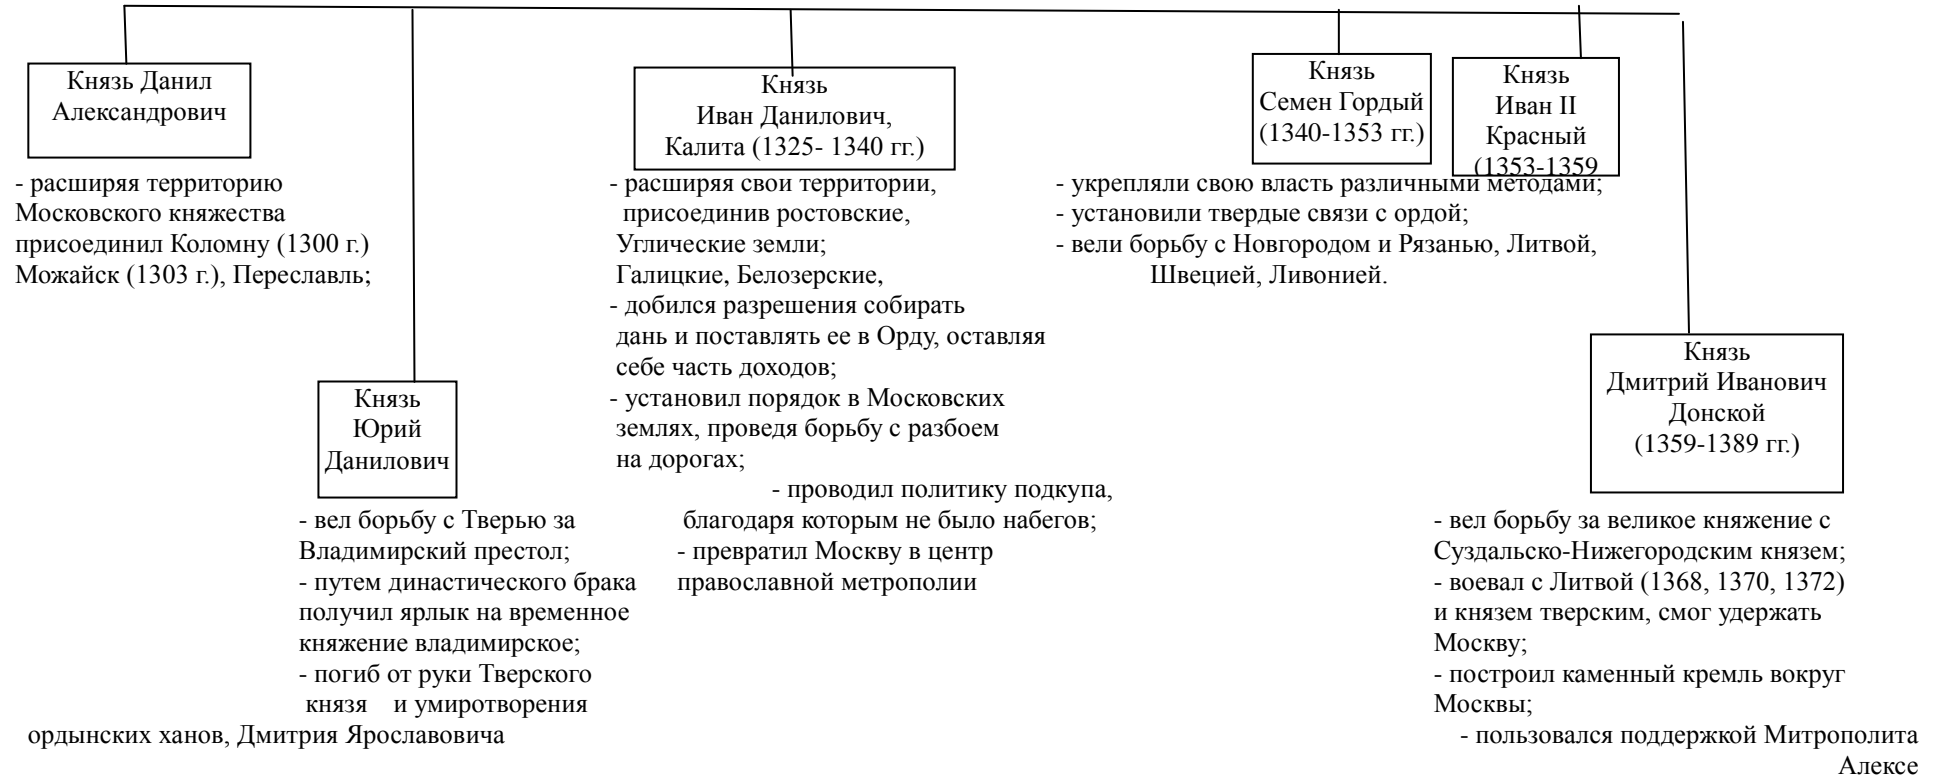 Князь Данил
Александрович
- расширяя территорию
Московского княжества
присоединил Коломну (1300 г.)
Можайск (1303 г.), Переславль;
Князь
Юрий
Данилович
- вел борьбу с Тверью за
Владимирский престол;
- путем династического брака
получил ярлык на временное
княжение владимирское;
- погиб от руки Тверского
князя и умиротворения
ордынских ханов, Дмитрия Ярославовича
Князь
Иван Данилович,
Калита (1325- 1340 гг.)
- расширяя свои территории,
присоединив ростовские,
Углические земли;
Галицкие, Белозерские,
- добился разрешения собирать
дань и поставлять ее в Орду, оставляя
себе часть доходов;
- установил порядок в Московских
землях, проведя борьбу с разбоем
на дорогах;
- проводил политику подкупа,
благодаря которым не было набегов;
- превратил Москву в центр
православной метрополии
Князь
Семен Гордый
(1340-1353 гг.)
Князь
Иван II
Красный
(1353-1359
- укрепляли свою власть различными методами;
- установили твердые связи с ордой;
- вели борьбу с Новгородом и Рязанью, Литвой,
Швецией, Ливонией.
Князь
Дмитрий Иванович
Донской
(1359-1389 гг.)
- вел борьбу за великое княжение с
Суздальско-Нижегородским князем;
- воевал с Литвой (1368, 1370, 1372)
и князем тверским, смог удержать
Москву;
- построил каменный кремль вокруг
Москвы;
- пользовался поддержкой Митрополита
Алексе